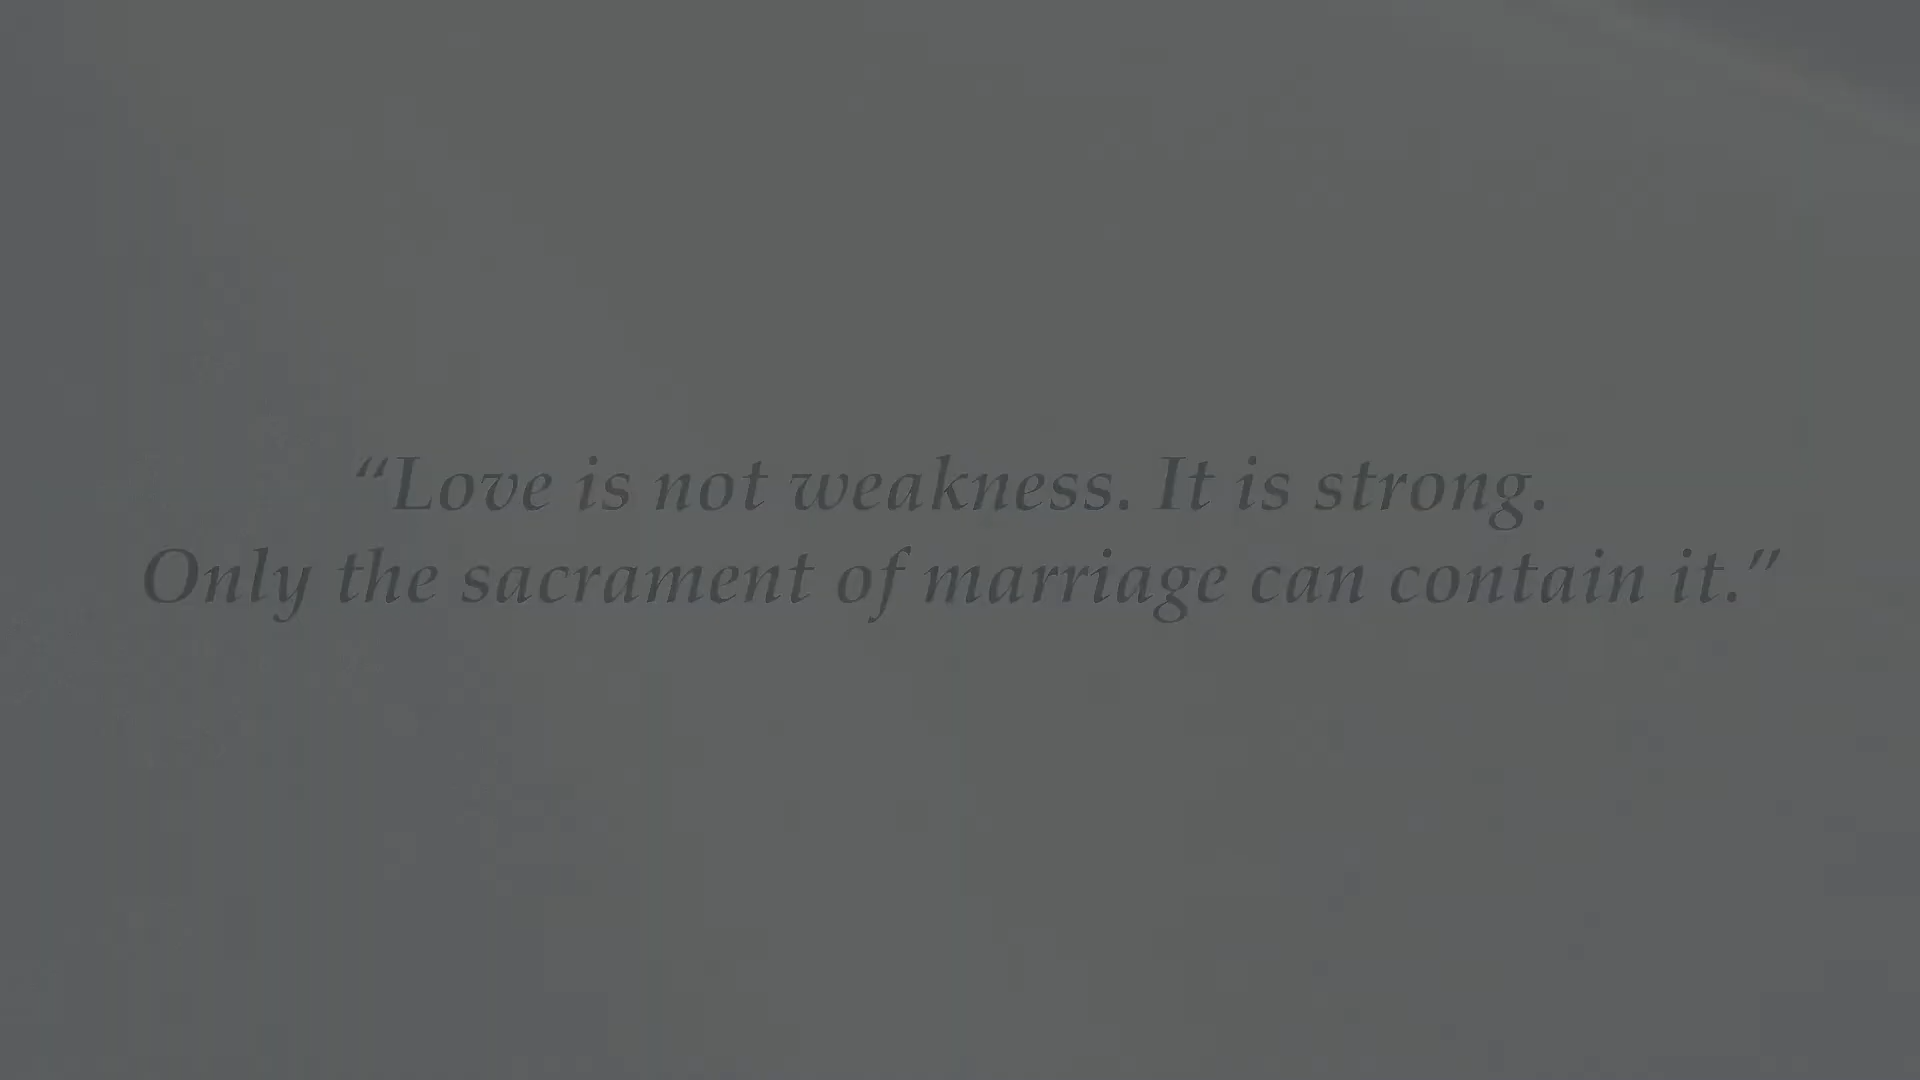 “Love is not weakness. It is strong.
Only the sacrament of marriage can contain it.”